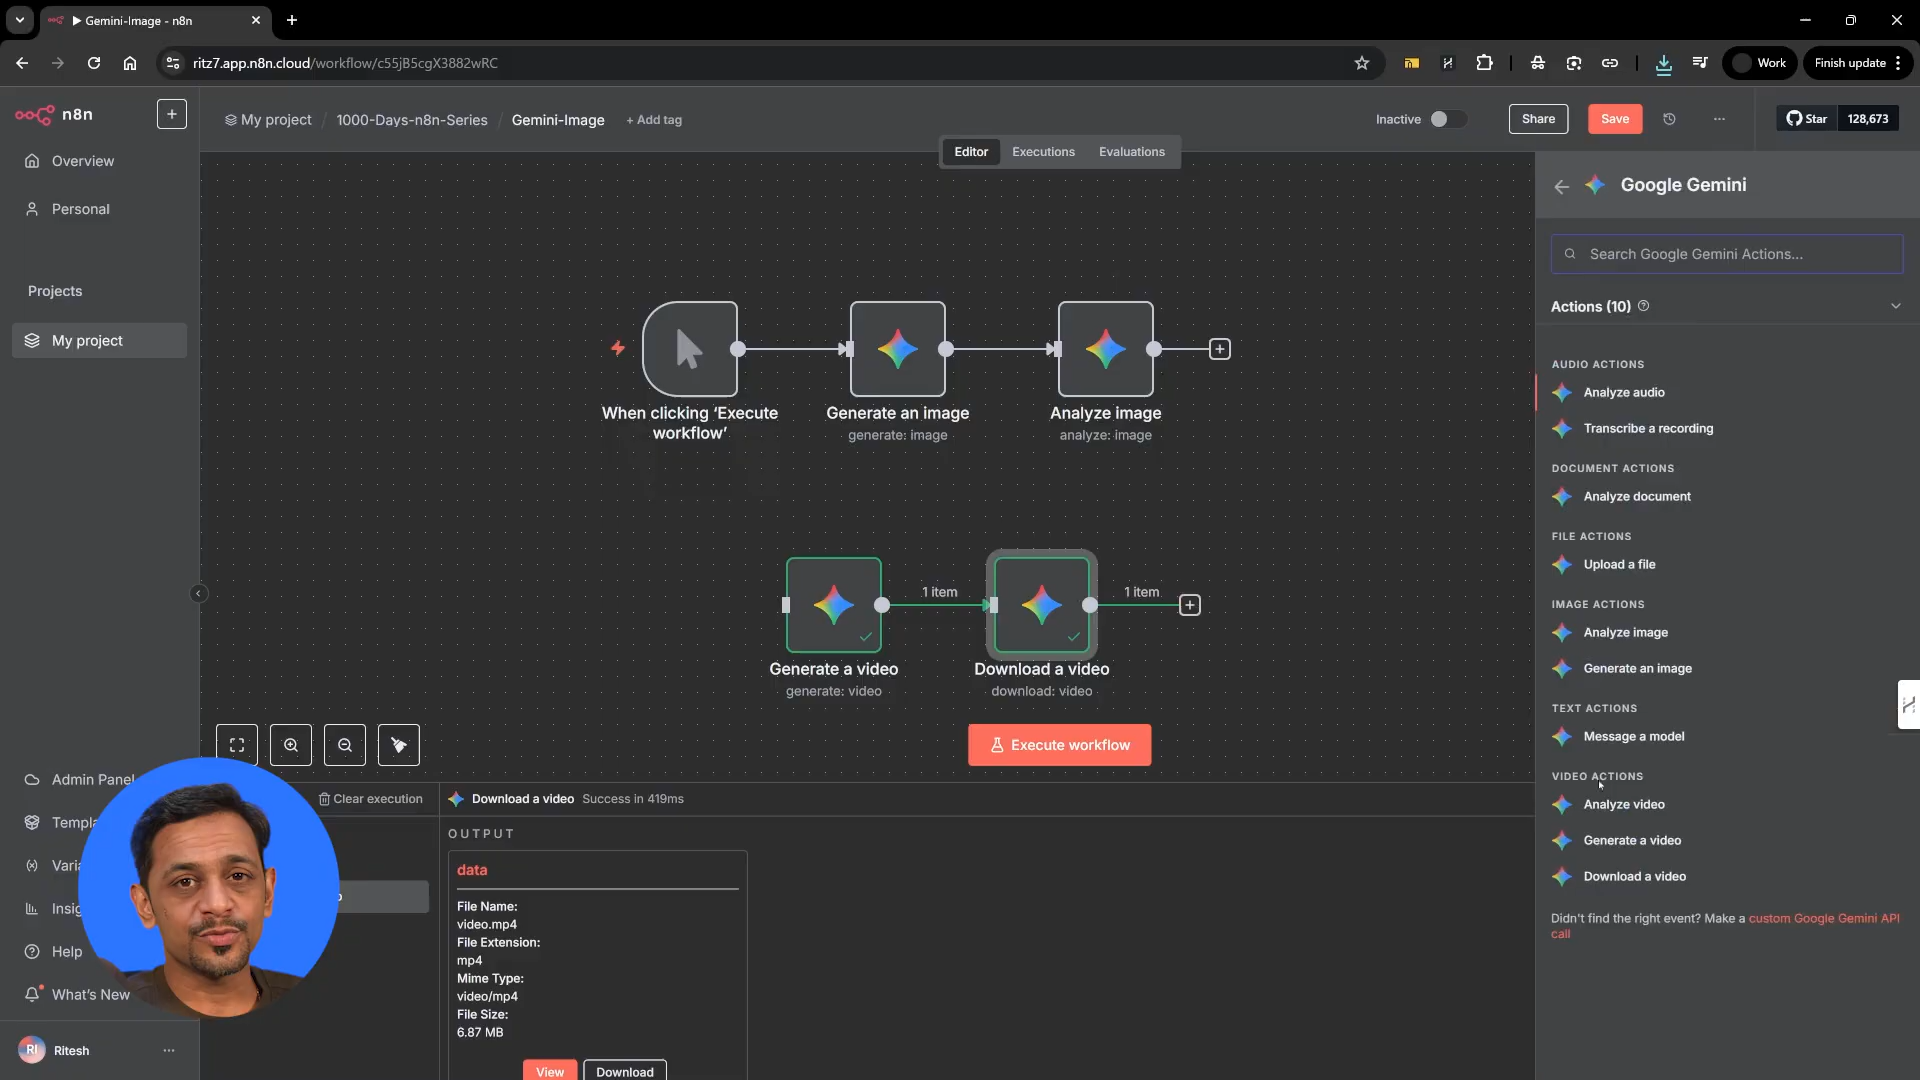 Gemini-Image - n8n
ritz7.app.n8n.cloud/workflow/c55jB5cgX3882wRC
Work
Finish update
n8n
My project / 1000-Days-n8n-Series / Gemini-Image + Add tag
Inactive
Share
Save
Star 128,673
Editor Executions Evaluations
Overview
Personal
Projects
My project
When clicking ‘Execute
workflow’
Generate an image
generate: image
Analyze image
analyze: image
1 item
1 item
Generate a video
generate: video
Download a video
download: video
Execute workflow
Google Gemini
Search Google Gemini Actions...
Actions (10)
AUDIO ACTIONS
Analyze audio
Transcribe a recording
DOCUMENT ACTIONS
Analyze document
FILE ACTIONS
Upload a file
IMAGE ACTIONS
Analyze image
Generate an image
TEXT ACTIONS
Message a model
VIDEO ACTIONS
Analyze video
Generate a video
Download a video
Didn't find the right event? Make a custom Google Gemini API
call
Admin Panel
Help
What's New
RI Ritesh
Clear execution
Download a video Success in 419ms
OUTPUT
data
File Name:
video.mp4
File Extension:
mp4
Mime Type:
video/mp4
File Size:
6.87 MB
View Download